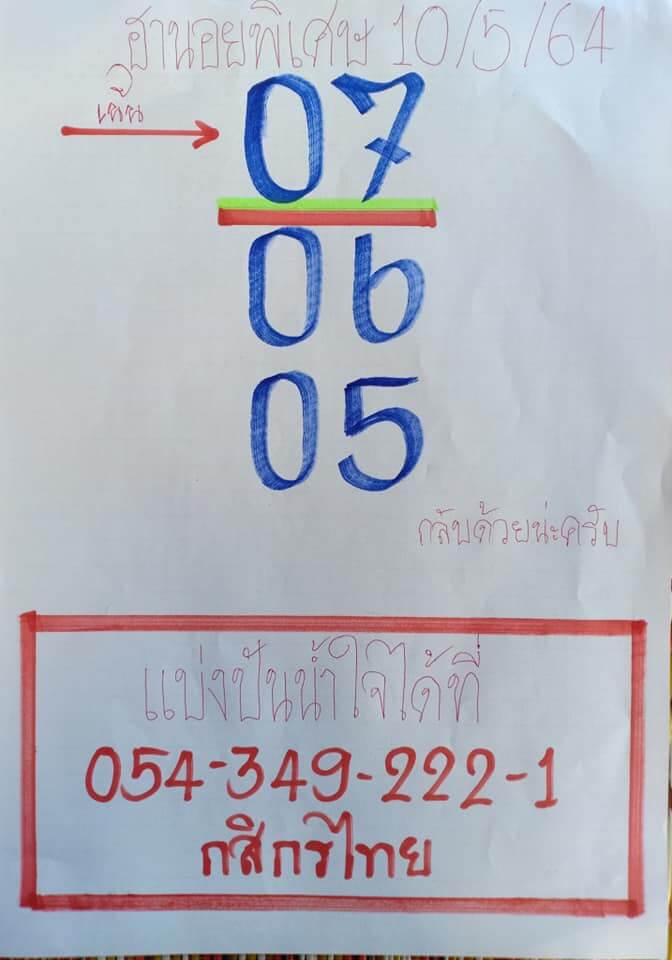 ฮานอยพิเศษ 10/5/64
เน้น 07
06
05
กลับด้วยน่ะครับ
แบ่งปันน้ำใจได้ที่
054-349-222-1
กสิกรไทย